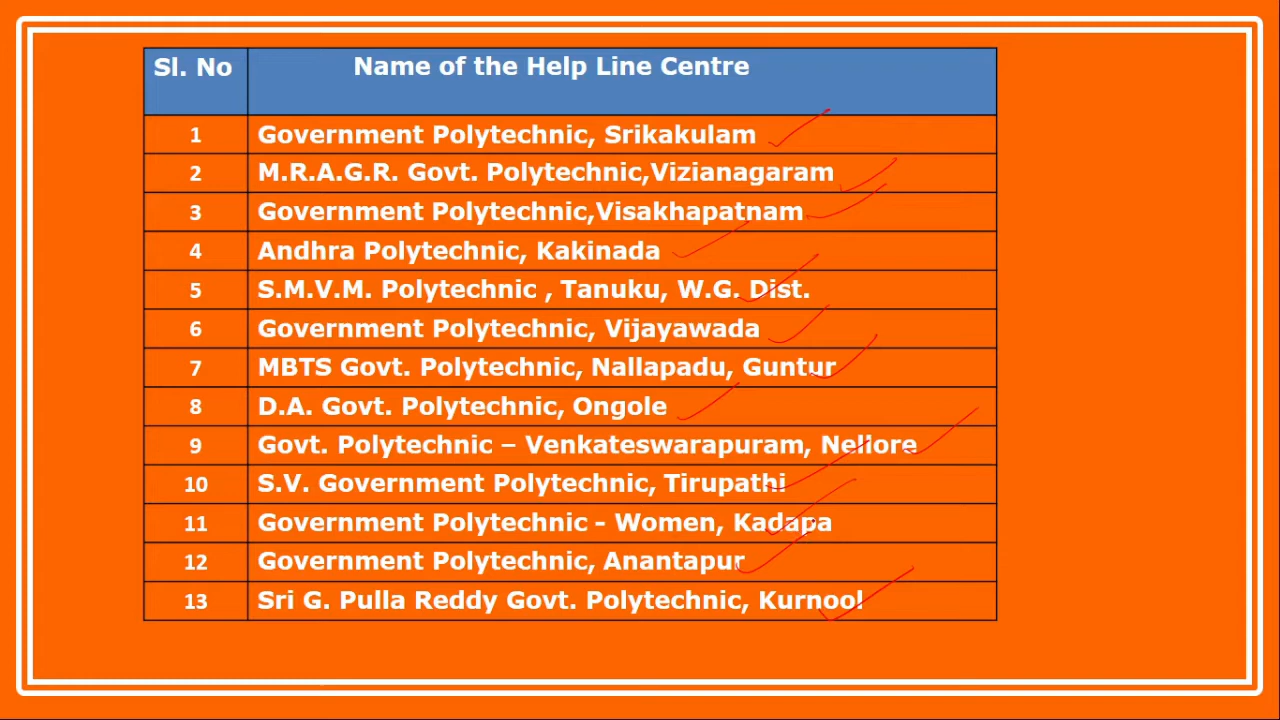 Sl. No Name of the Help Line Centre
1 Government Polytechnic, Srikakulam
2 M.R.A.G.R. Govt. Polytechnic,Vizianagaram
3 Government Polytechnic,Visakhapatnam
4 Andhra Polytechnic, Kakinada
5 S.M.V.M. Polytechnic , Tanuku, W.G. Dist.
6 Government Polytechnic, Vijayawada
7 MBTS Govt. Polytechnic, Nallapadu, Guntur
8 D.A. Govt. Polytechnic, Ongole
9 Govt. Polytechnic – Venkateswarapuram, Nellore
10 S.V. Government Polytechnic, Tirupathi
11 Government Polytechnic - Women, Kadapa
12 Government Polytechnic, Anantapur
13 Sri G. Pulla Reddy Govt. Polytechnic, Kurnool